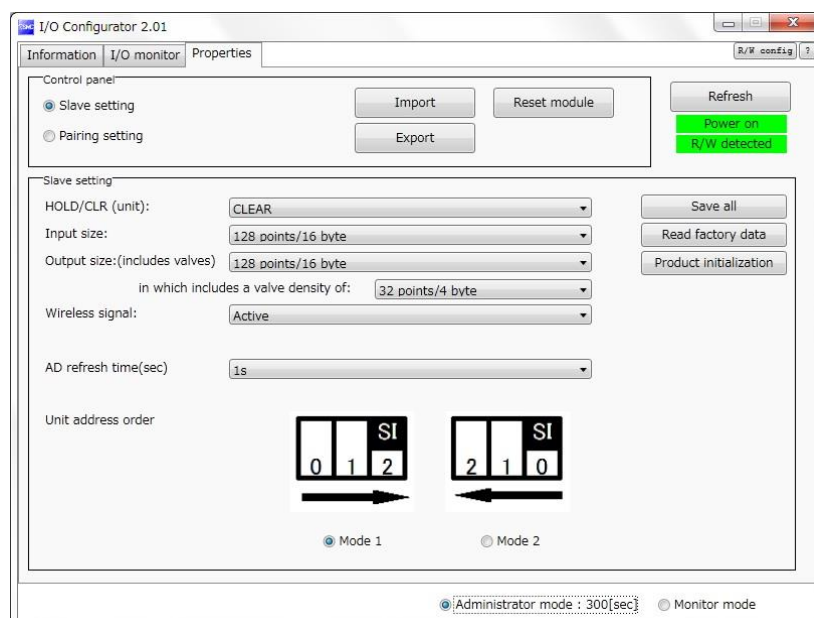 SMC I/O Configurator 2.01
Information I/O monitor Properties R/W config ?
Control panel
Slave setting Import Reset module Refresh
Pairing setting Export Power on
R/W detected
Slave setting
HOLD/CLR (unit): CLEAR Save all
Input size: 128 points/16 byte Read factory data
Output size:(includes valves) 128 points/16 byte Product initialization
in which includes a valve density of: 32 points/4 byte
Wireless signal: Active
AD refresh time(sec) 1s
Unit address order
SI SI
0 1 2 2 1 0
Mode 1 Mode 2
Administrator mode : 300[sec] Monitor mode